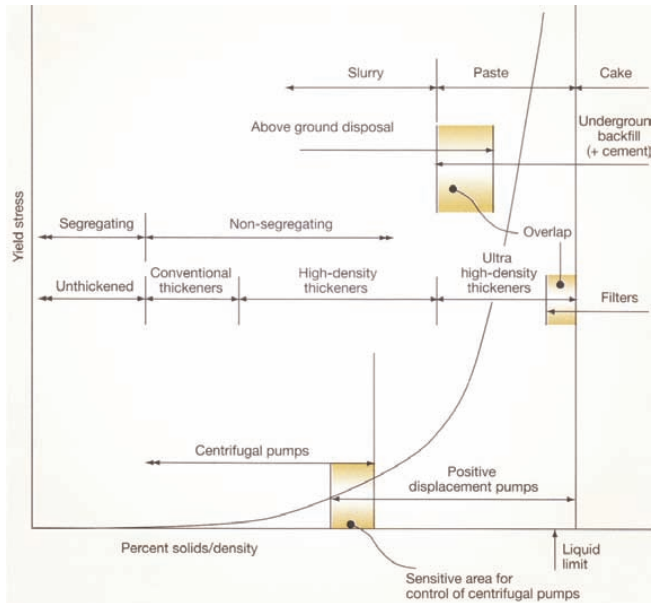 Slurry
Paste
Cake
Above ground disposal
Underground
backfill
(+ cement)
Yield stress
Segregating
Non-segregating
Overlap
Unthickened
Conventional
thickeners
High-density
thickeners
Ultra
high-density
thickeners
Filters
Centrifugal pumps
Positive
displacement pumps
Percent solids/density
Liquid
limit
Sensitive area for
control of centrifugal pumps